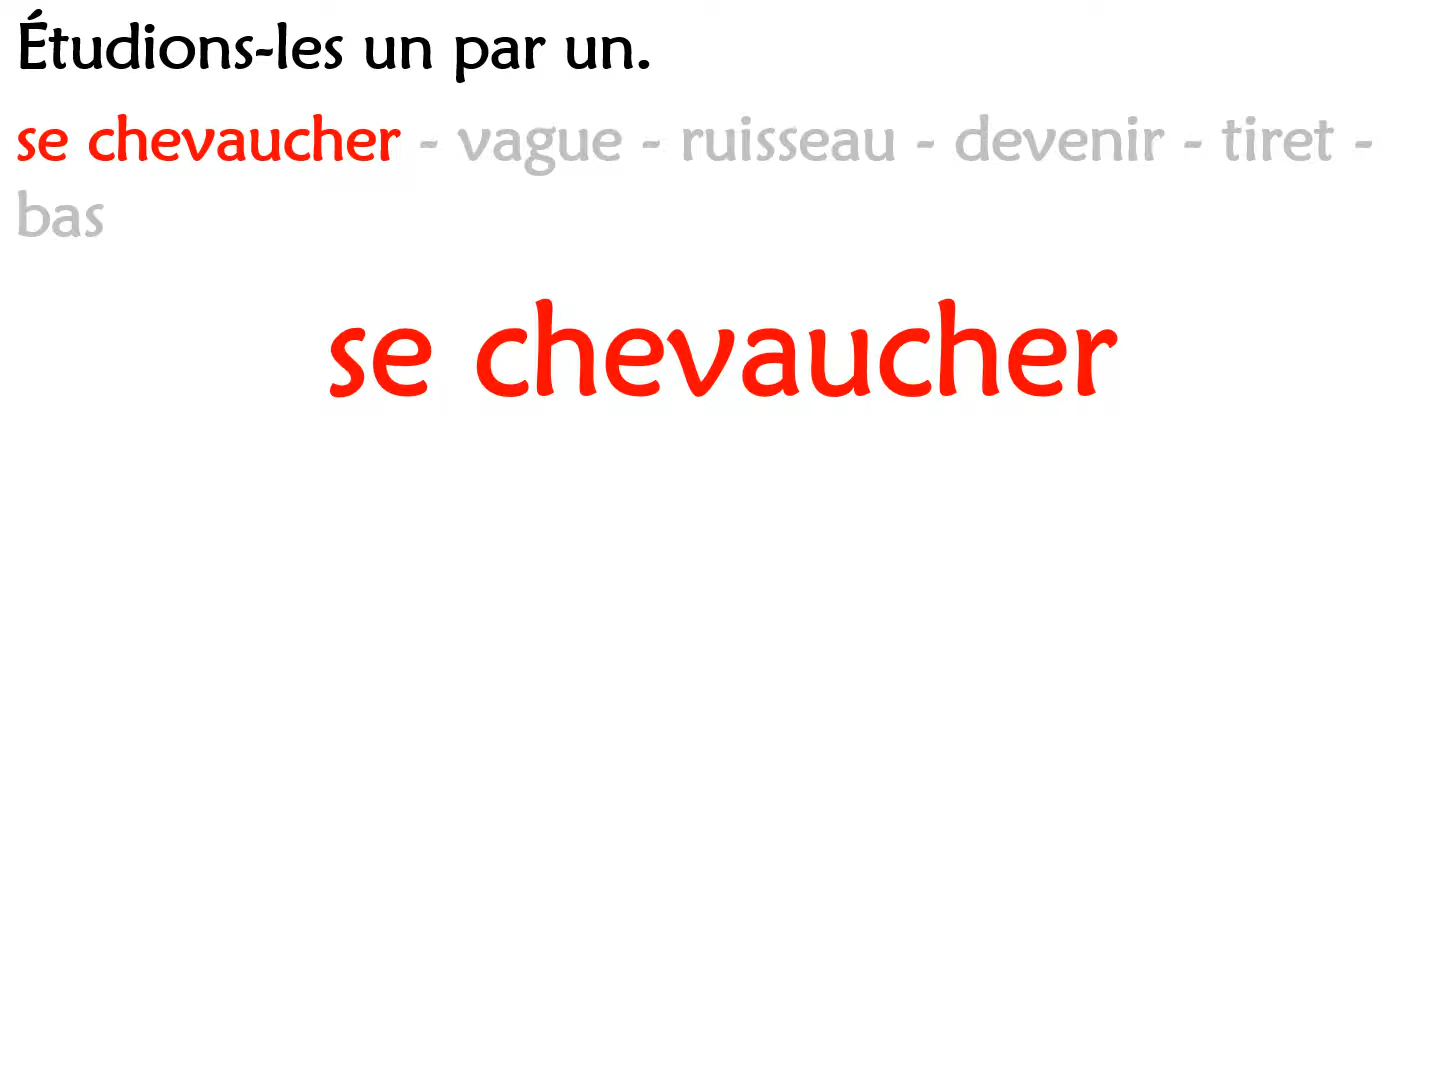 Étudions-les un par un.
se chevaucher - vague - ruisseau - devenir - tiret -
bas
se chevaucher